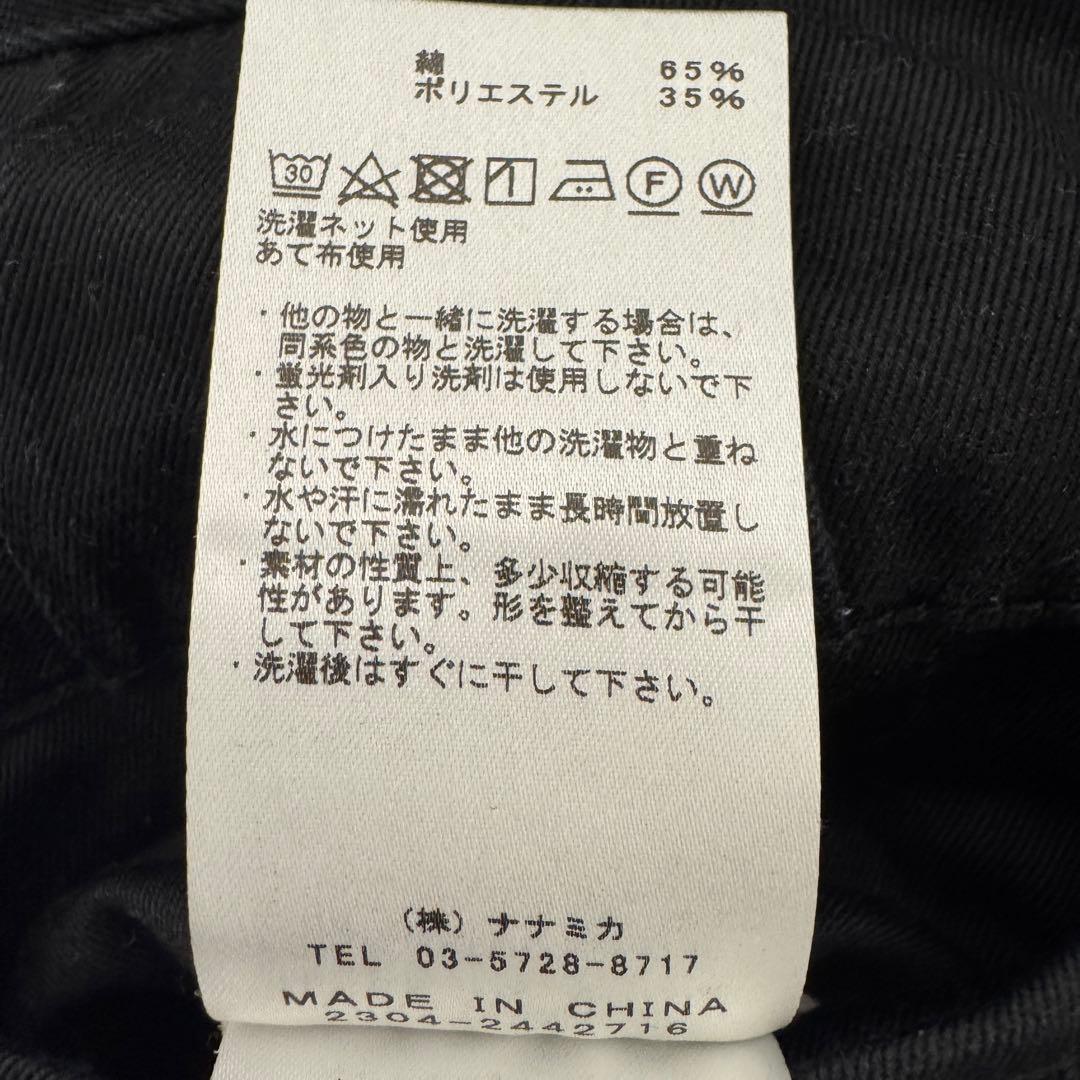 綿 65%
ポリエステル 35%
30 F W
洗濯ネット使用
あて布使用
・他の物と一緒に洗濯する場合は、
同系色の物と洗濯して下さい。
・蛍光剤入り洗剤は使用しないで下
さい。
・水につけたまま他の洗濯物と重ね
ないで下さい。
・水や汗に濡れたまま長時間放置し
ないで下さい。
・素材の性質上、多少収縮する可能
性があります。形を整えてから干
して下さい。
・洗濯後はすぐに干して下さい。
(株) ナナミカ
TEL 03-5728-8717
MADE IN CHINA
2304-2442716